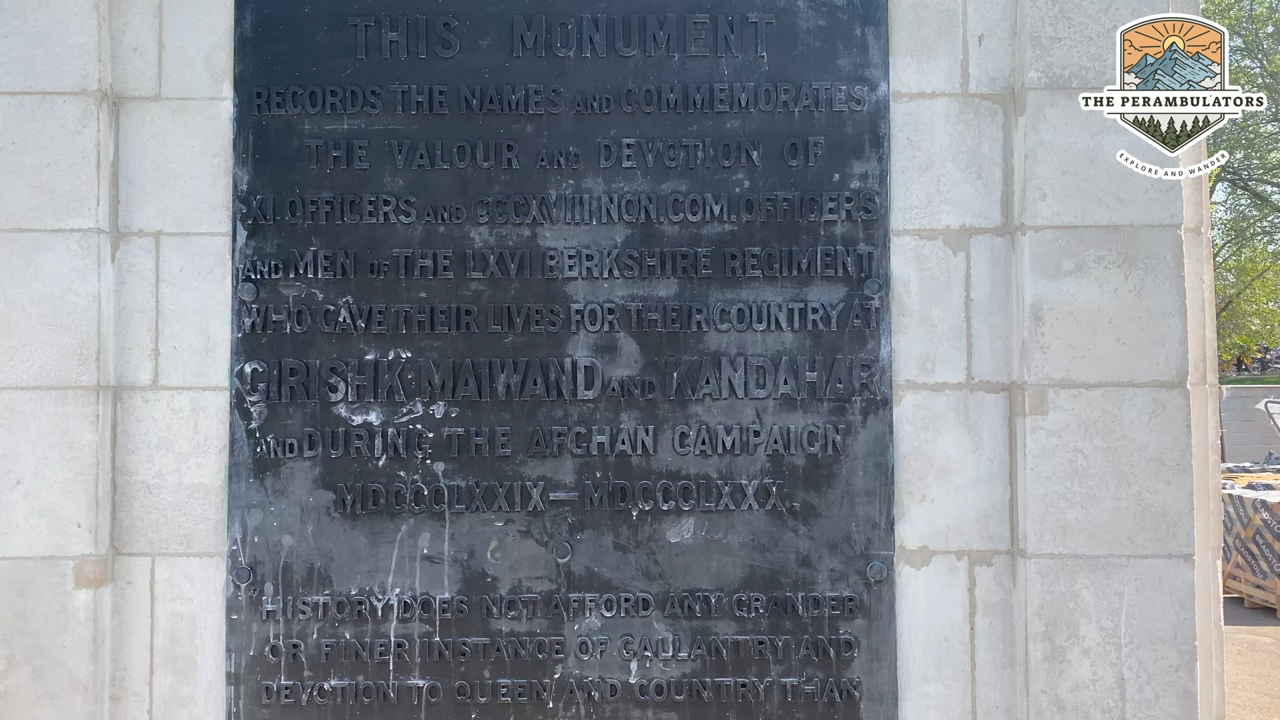 THIS MONUMENT
RECORDS THE NAMES AND COMMEMORATES
THE VALOUR AND DEVOTION OF
XI OFFICERS AND CCCXVIII NON.COM.OFFICERS
AND MEN OF THE LXVI BERKSHIRE REGIMENT
WHO GAVE THEIR LIVES FOR THEIR COUNTRY AT
GIRISHK MAIWAND AND KANDAHAR
AND DURING THE AFGHAN CAMPAIGN
MDCCCLXXIX—MDCCCLXXX.
"HISTORY DOES NOT AFFORD ANY GRANDER
OR FINER INSTANCE OF GALLANTRY AND
DEVOTION TO QUEEN AND COUNTRY THAN
THE PERAMBULATORS
EXPLORE AND WANDER